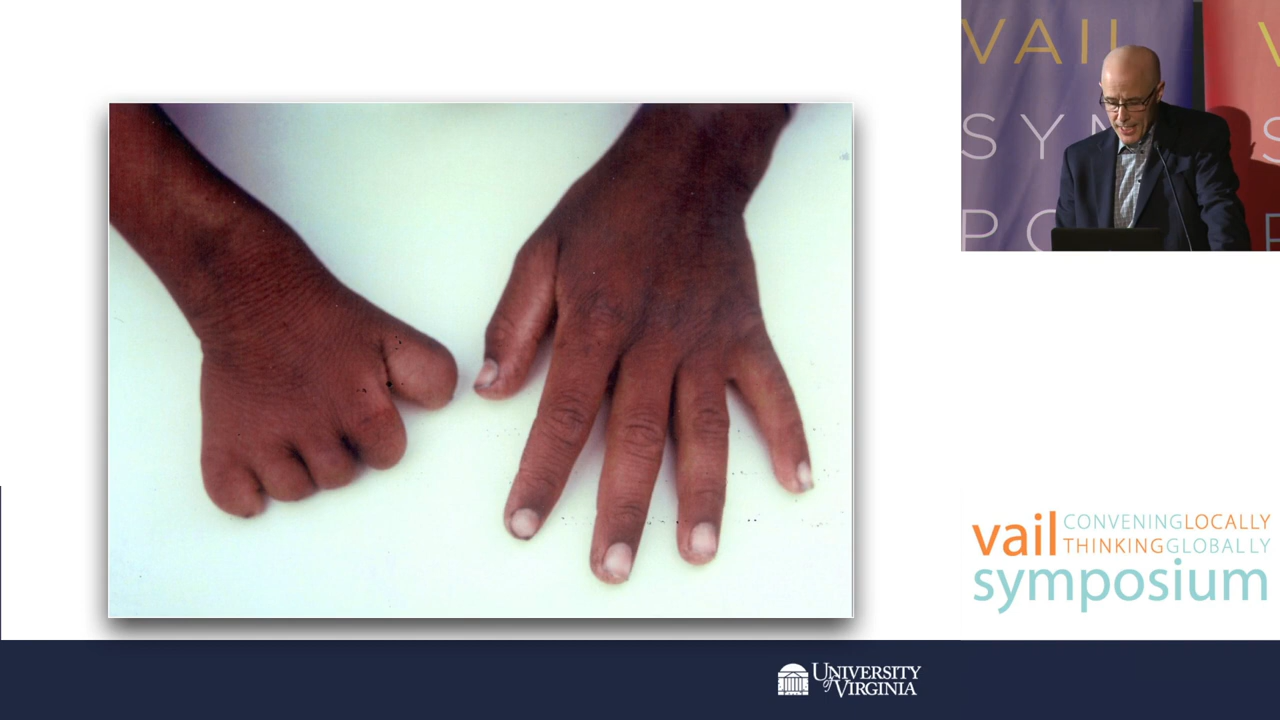 VAIL
SYM
PO
V
S
P
vail CONVENINGLOCALLY
THINKINGGLOBALLY
symposium
UNIVERSITY
of VIRGINIA